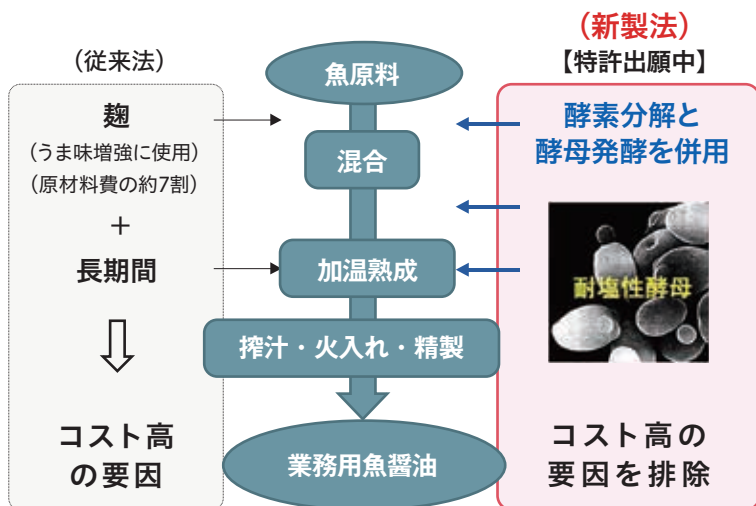 （従来法）
麹
（うま味増強に使用）
（原材料費の約7割）
＋
長期間
コスト高
の要因
魚原料
混合
加温熟成
搾汁・火入れ・精製
業務用魚醤油
（新製法）
【特許出願中】
酵素分解と
酵母発酵を併用
耐塩性酵母
コスト高の
要因を排除